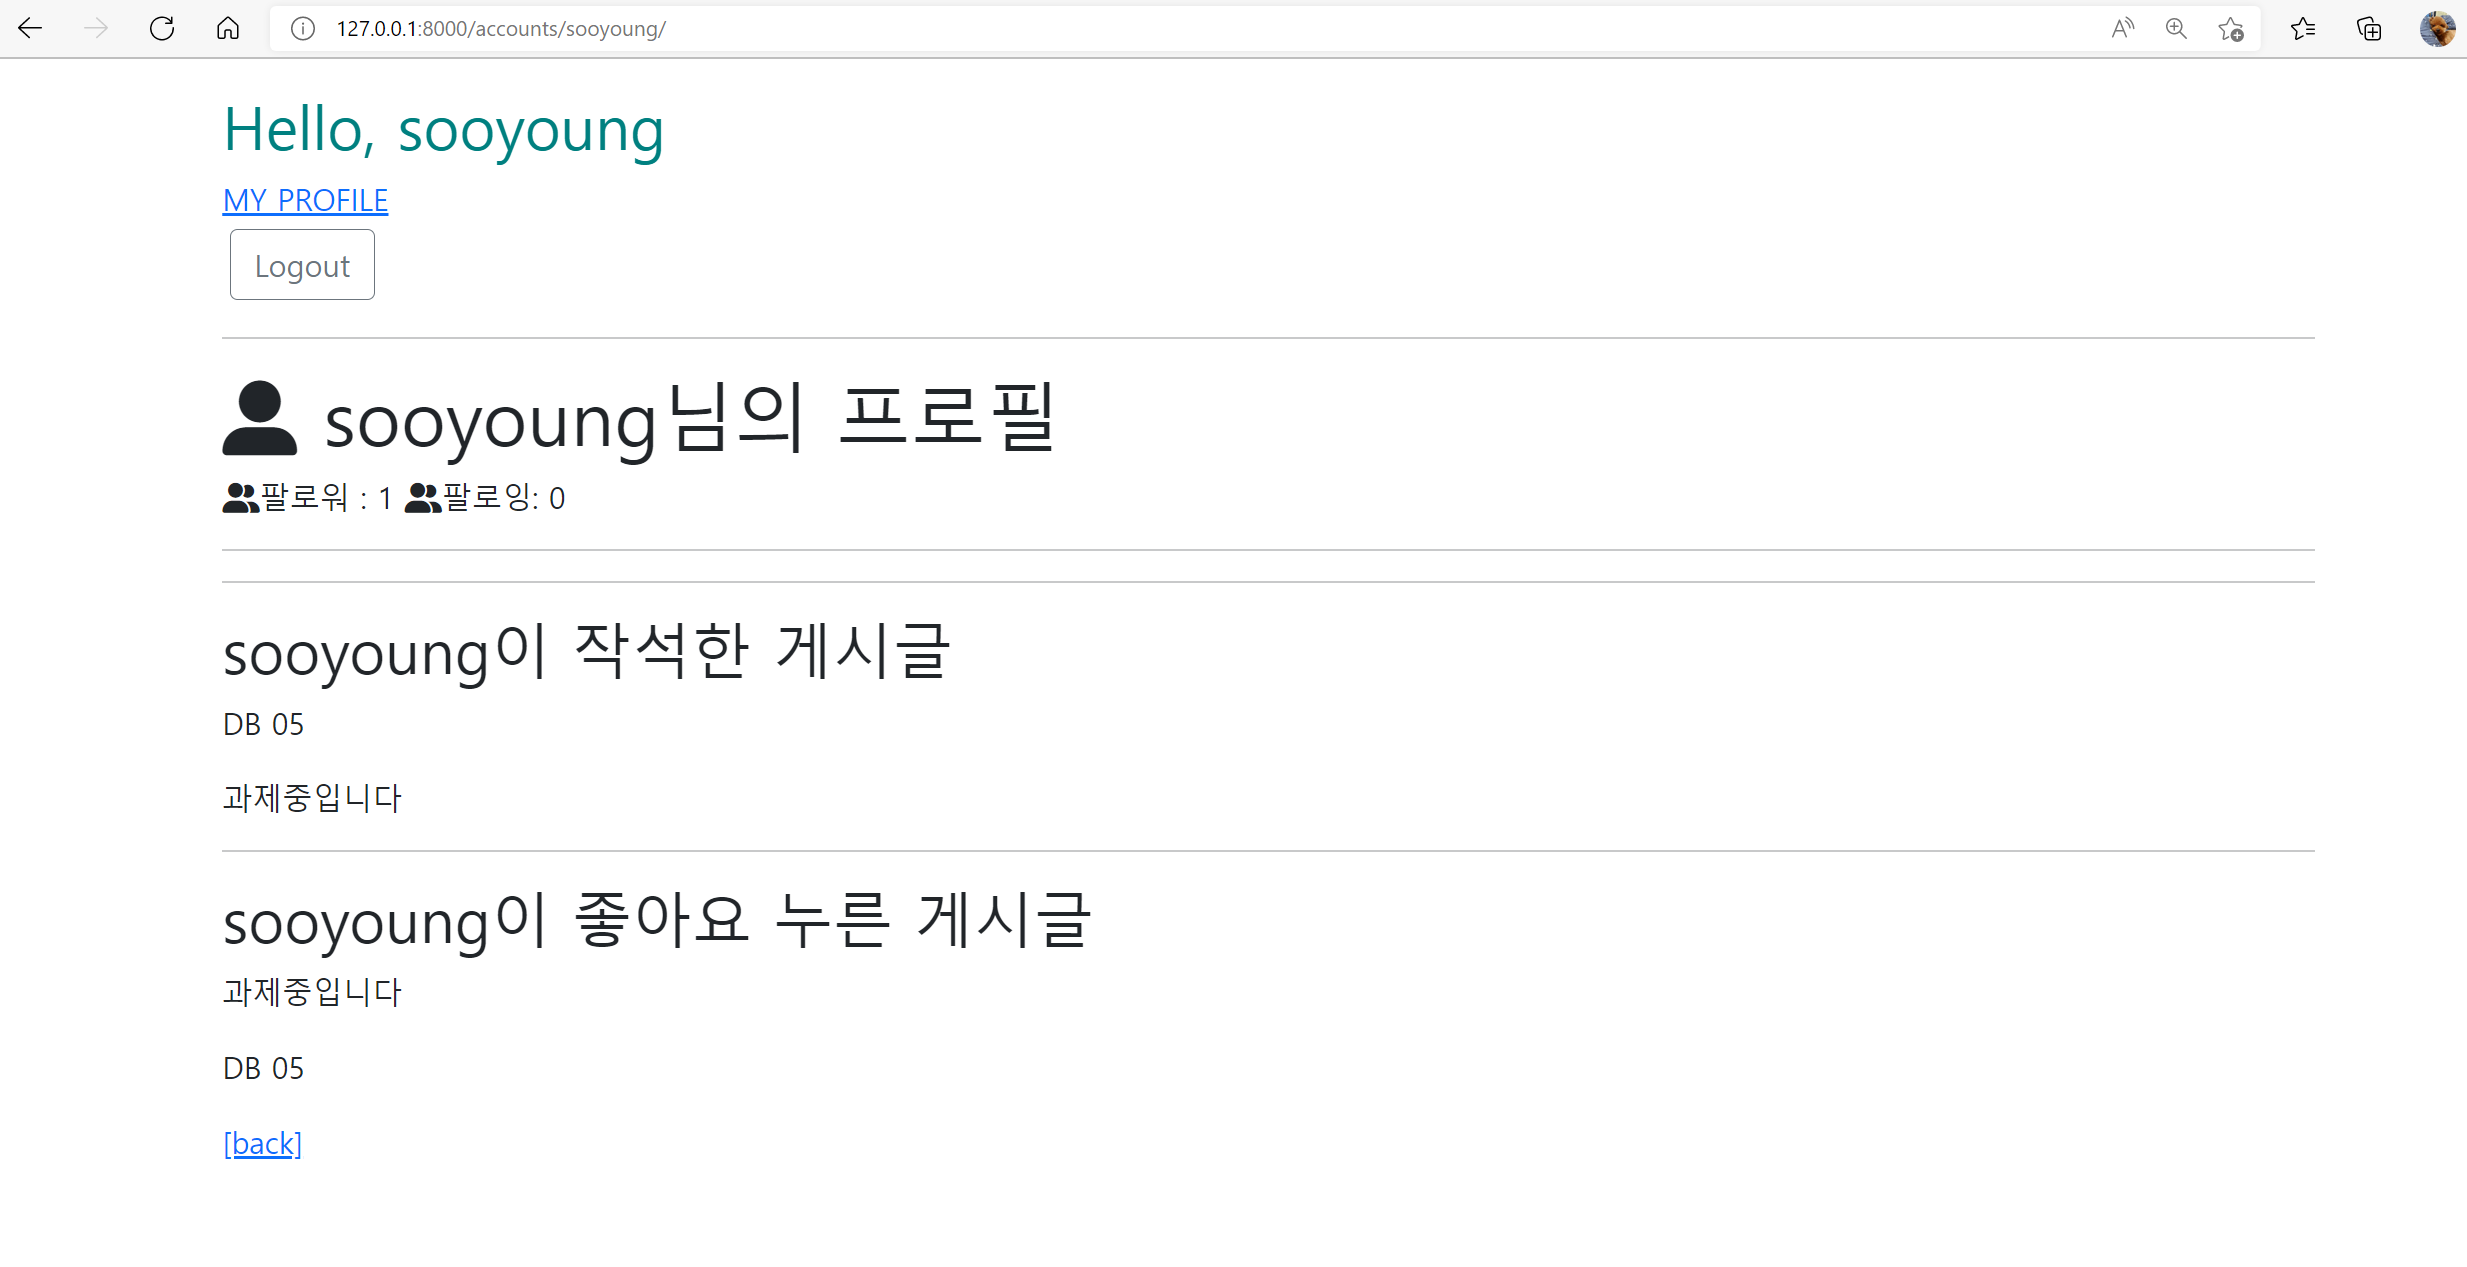 127.0.0.1:8000/accounts/sooyoung/
Hello, sooyoung
MY PROFILE
Logout
sooyoung님의 프로필
팔로워 : 1 팔로잉: 0
sooyoung이 작석한 게시글
DB 05
과제중입니다
sooyoung이 좋아요 누른 게시글
과제중입니다
DB 05
[back]